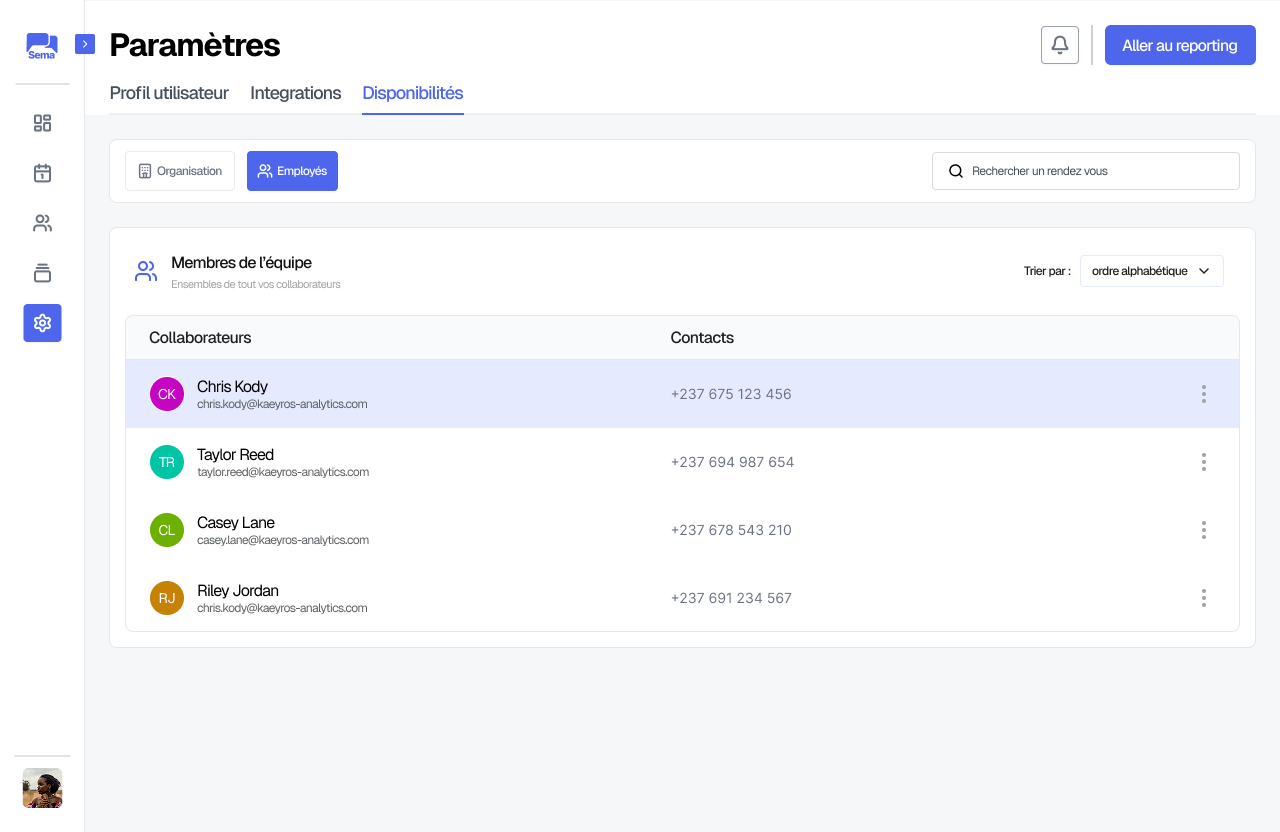 Sema
Paramètres
Aller au reporting
Profil utilisateur Integrations Disponibilités
Organisation Employés Rechercher un rendez vous
Membres de l'équipe
Ensembles de tout vos collaborateurs
Trier par : ordre alphabétique
Collaborateurs Contacts
CK Chris Kody
chris.kody@kaeyros-analytics.com
+237 675 123 456
TR Taylor Reed
taylor.reed@kaeyros-analytics.com
+237 694 987 654
CL Casey Lane
casey.lane@kaeyros-analytics.com
+237 678 543 210
RJ Riley Jordan
chris.kody@kaeyros-analytics.com
+237 691 234 567